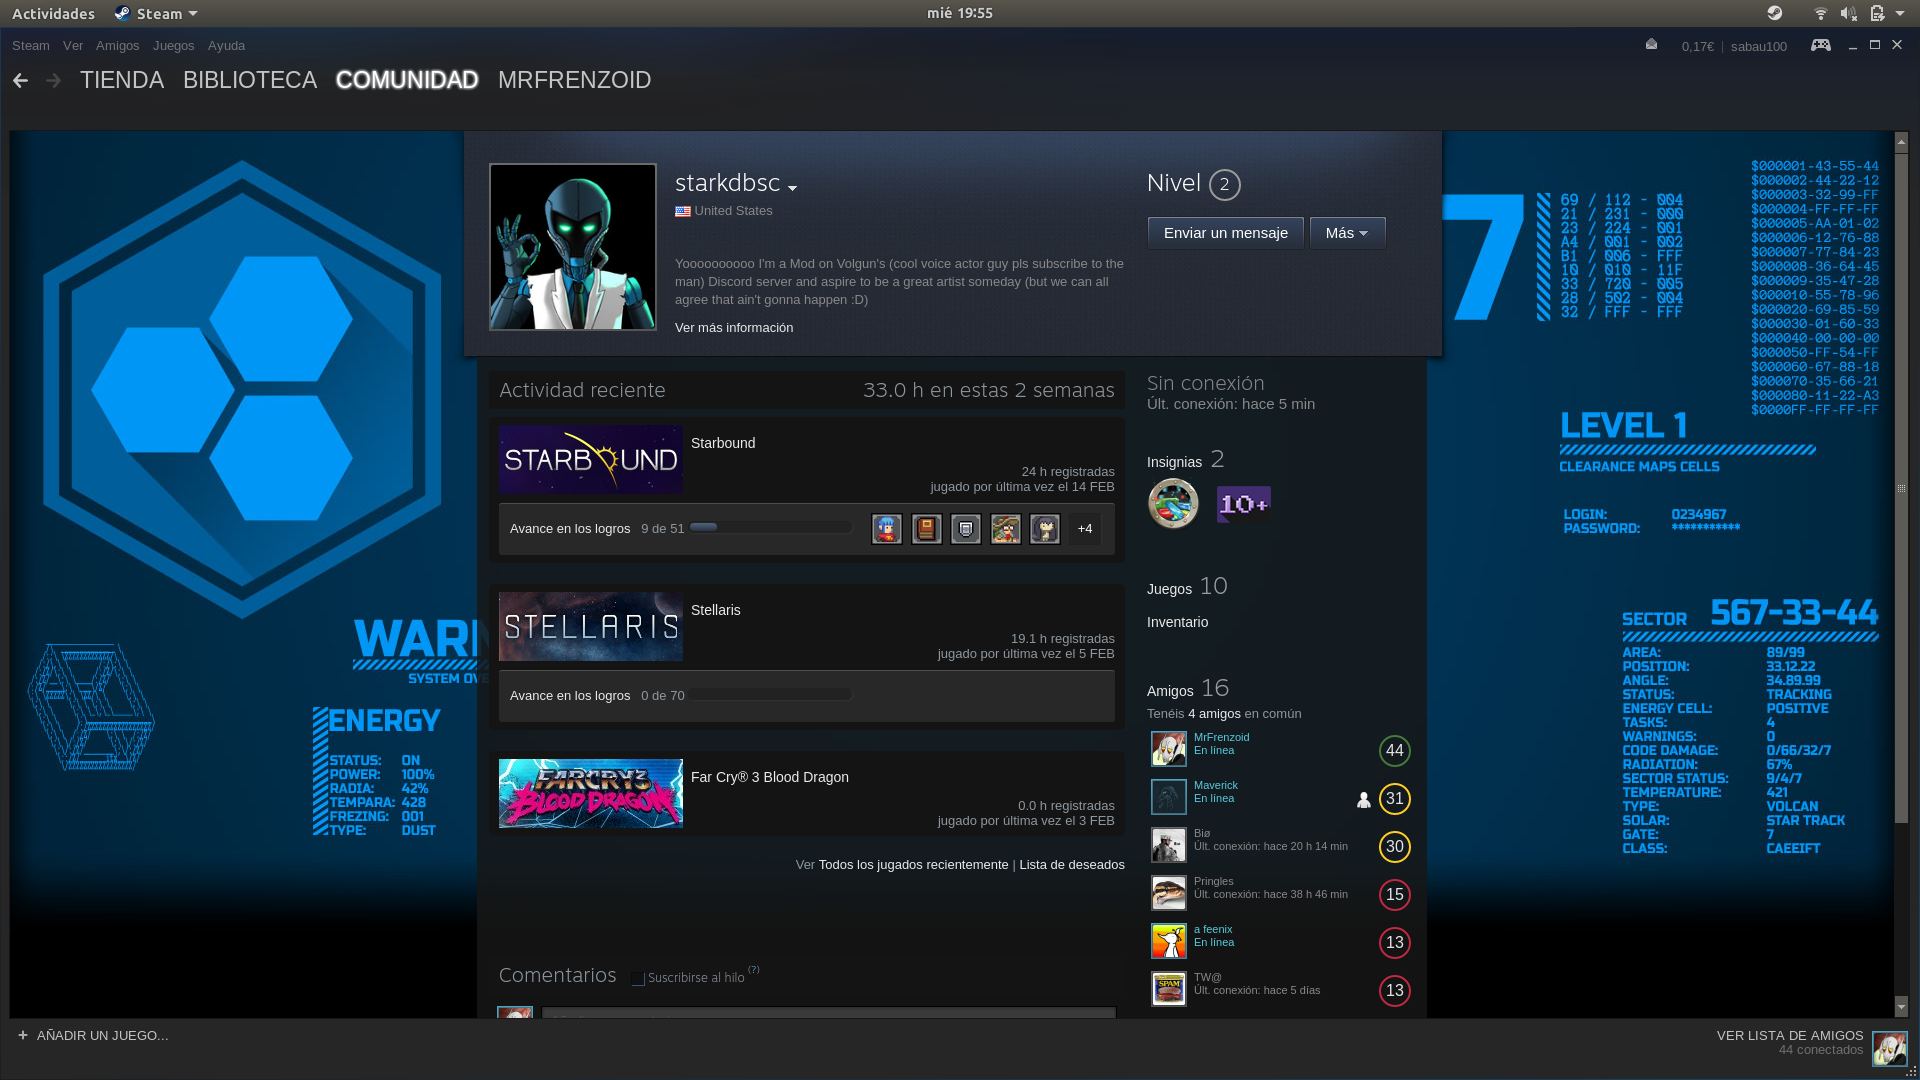 Actividades Steam mié 19:55
Steam Ver Amigos Juegos Ayuda 0,17€ | sabau100
TIENDA BIBLIOTECA COMUNIDAD MRFRENZOID
starkdbsc
United States
Yoooooooooo I'm a Mod on Volgun's (cool voice actor guy pls subscribe to the
man) Discord server and aspire to be a great artist someday (but we can all
agree that ain't gonna happen :D)
Ver más información
Nivel 2
Enviar un mensaje Más
Actividad reciente 33.0 h en estas 2 semanas
STARBOUND
Starbound
24 h registradas
jugado por última vez el 14 FEB
Avance en los logros 9 de 51 +4
STELLARIS
Stellaris
19.1 h registradas
jugado por última vez el 5 FEB
Avance en los logros 0 de 70
FARCRY3
BLOOD DRAGON
Far Cry® 3 Blood Dragon
0.0 h registradas
jugado por última vez el 3 FEB
Ver Todos los jugados recientemente | Lista de deseados
Comentarios Suscribirse al hilo (?)
Sin conexión
Últ. conexión: hace 5 min
Insignias 2
10+
Juegos 10
Inventario
Amigos 16
Tenéis 4 amigos en común
MrFrenzoid
En línea
44
Maverick
En línea
31
Biø
Últ. conexión: hace 20 h 14 min
30
Pringles
Últ. conexión: hace 38 h 46 min
15
a feenix
En línea
13
SPAM
TW@
Últ. conexión: hace 5 días
13
WARN
SYSTEM OVE
ENERGY
STATUS: ON
POWER: 100%
RADIA: 42%
TEMPARA: 428
FREZING: 001
TYPE: DUST
7
69 / 112 - 004
21 / 231 - 000
23 / 224 - 001
A4 / 001 - 002
B1 / 006 - FFF
10 / 010 - 11F
33 / 720 - 005
28 / 502 - 004
32 / FFF - FFF
$000001-43-55-44
$000002-44-22-12
$000003-32-99-FF
$000004-FF-FF-FF
$000005-AA-01-02
$000006-12-76-88
$000007-77-84-23
$000008-36-64-45
$000009-35-47-28
$000010-55-78-96
$000020-69-85-59
$000030-01-60-33
$000040-00-00-00
$000050-FF-54-FF
$000060-67-88-18
$000070-35-66-21
$000080-11-22-A3
$0000FF-FF-FF-FF
LEVEL 1
CLEARANCE MAPS CELLS
LOGIN: 0234967
PASSWORD: ***********
SECTOR 567-33-44
AREA: 89/99
POSITION: 33.12.22
ANGLE: 34.89.99
STATUS: TRACKING
ENERGY CELL: POSITIVE
TASKS: 4
WARNINGS: 0
CODE DAMAGE: 0/66/32/7
RADIATION: 67%
SECTOR STATUS: 9/4/7
TEMPERATURE: 421
TYPE: VOLCAN
SOLAR: STAR TRACK
GATE: 7
CLASS: CAEEIFT
+ AÑADIR UN JUEGO...
VER LISTA DE AMIGOS
44 conectados